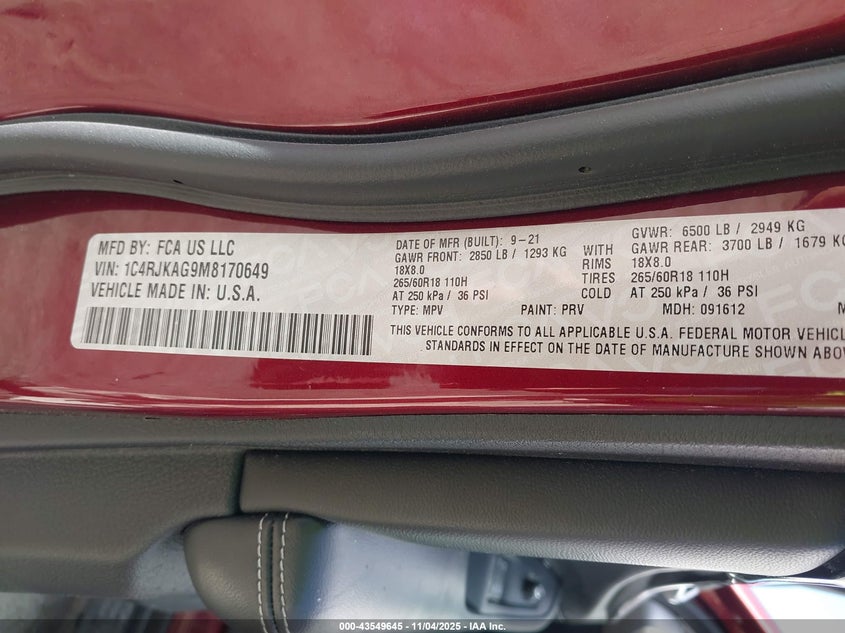 MFD BY: FCA US LLC
VIN: 1C4RJKAG9M8170649
VEHICLE MADE IN: U.S.A.
DATE OF MFR (BUILT): 9-21
GAWR FRONT: 2850 LB / 1293 KG
18X8.0
265/60R18 110H
AT 250 kPa / 36 PSI
TYPE: MPV
PAINT: PRV
WITH
RIMS
TIRES
COLD
GVWR: 6500 LB / 2949 KG
GAWR REAR: 3700 LB / 1679 KG
18X8.0
265/60R18 110H
AT 250 kPa / 36 PSI
MDH: 091612
THIS VEHICLE CONFORMS TO ALL APPLICABLE U.S.A. FEDERAL MOTOR VEHICL
STANDARDS IN EFFECT ON THE DATE OF MANUFACTURE SHOWN ABOV
000-43549645 - 11/04/2025 - IAA Inc.